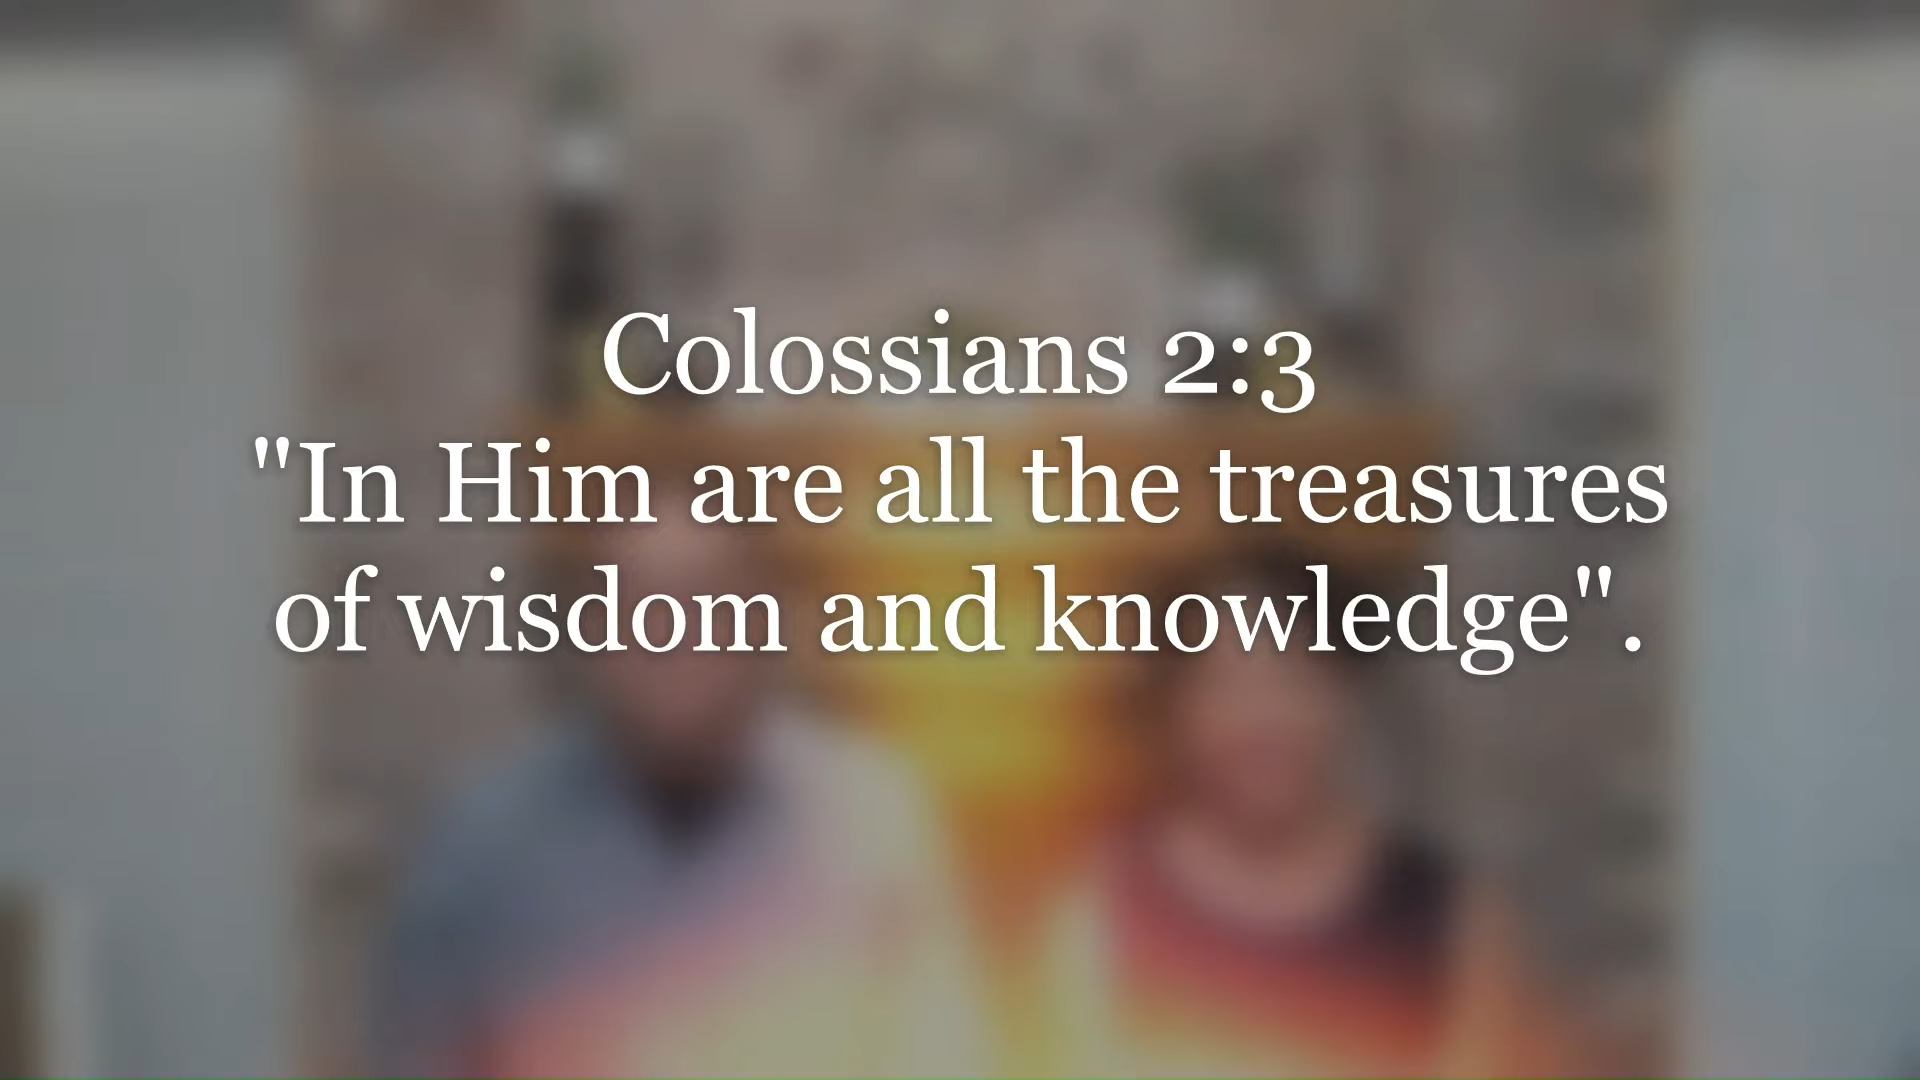 Colossians 2:3
"In Him are all the treasures
of wisdom and knowledge".